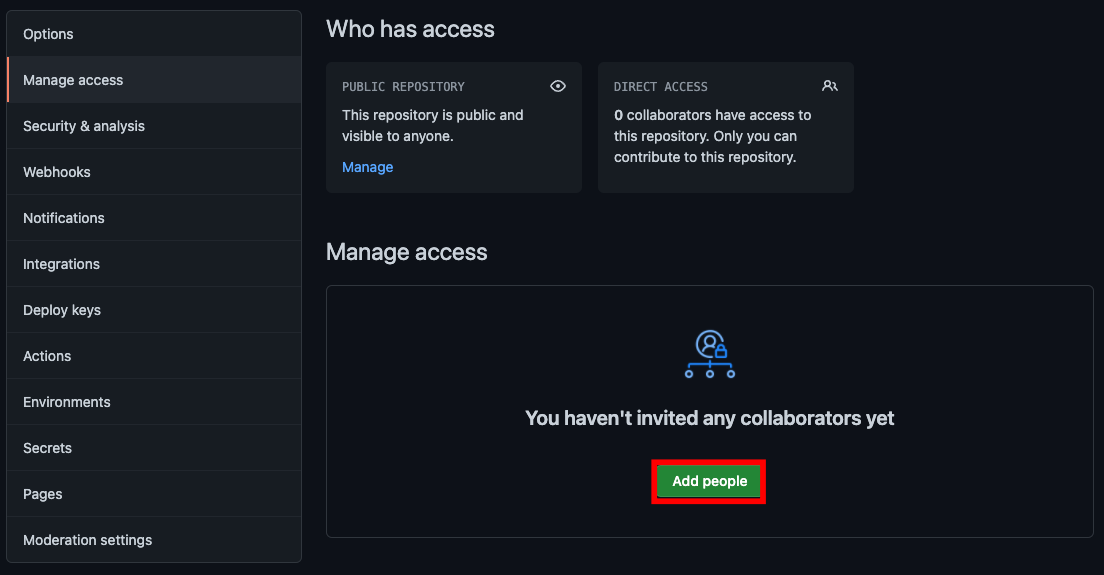 Options
Manage access
Security & analysis
Webhooks
Notifications
Integrations
Deploy keys
Actions
Environments
Secrets
Pages
Moderation settings
Who has access
PUBLIC REPOSITORY
This repository is public and
visible to anyone.
Manage
DIRECT ACCESS
0 collaborators have access to
this repository. Only you can
contribute to this repository.
Manage access
You haven't invited any collaborators yet
Add people